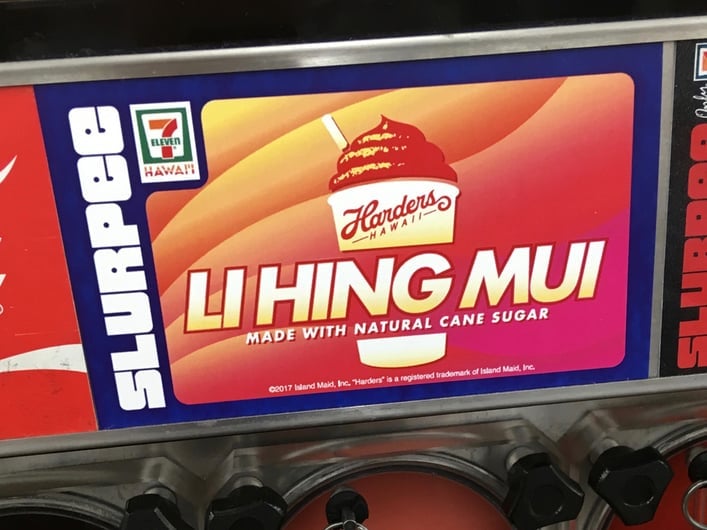 SLURPEE
7
ELEVEN
HAWAI'I
Harders
HAWAII
LI HING MUI
MADE WITH NATURAL CANE SUGAR
©2017 Island Maid, Inc. "Harders" is a registered trademark of Island Maid, Inc.
SLURPEE